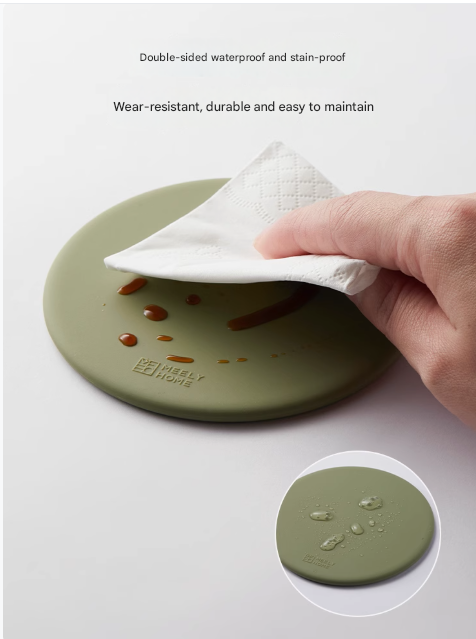 Double-sided waterproof and stain-proof
Wear-resistant, durable and easy to maintain
MEELY
HOME